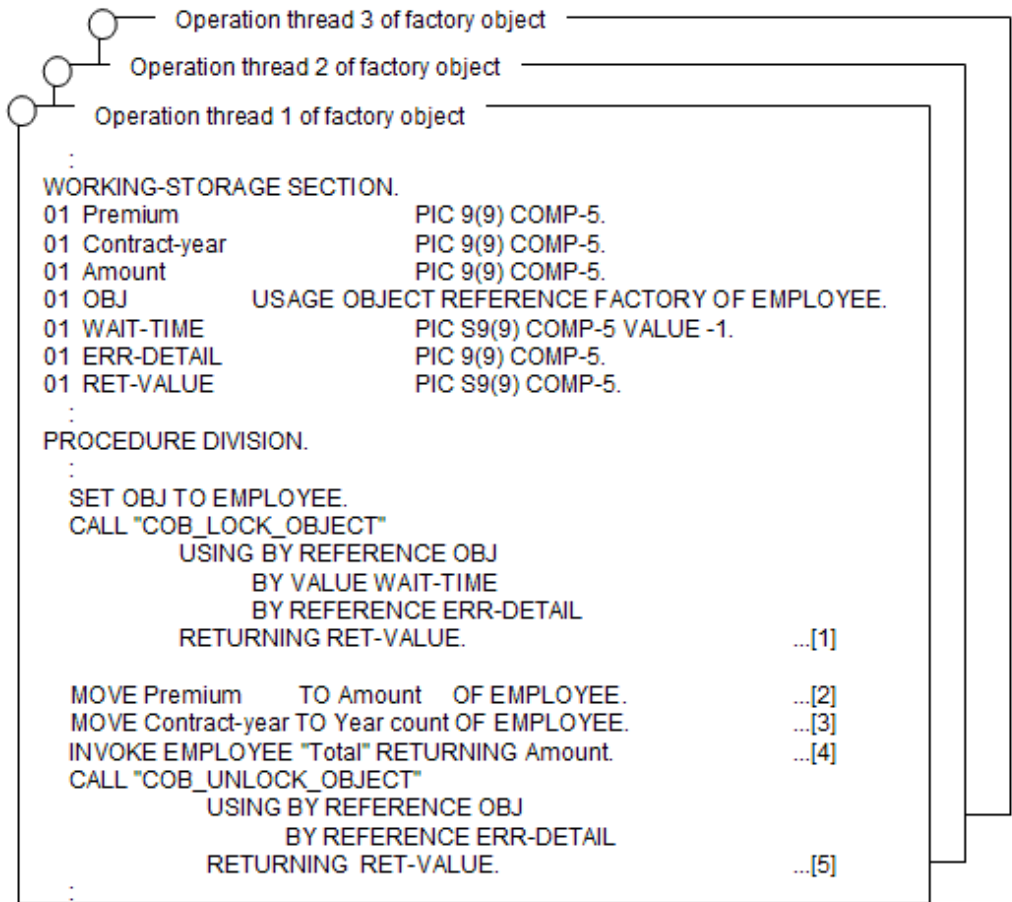 Operation thread 3 of factory object
Operation thread 2 of factory object
Operation thread 1 of factory object
:
WORKING-STORAGE SECTION.
01 Premium PIC 9(9) COMP-5.
01 Contract-year PIC 9(9) COMP-5.
01 Amount PIC 9(9) COMP-5.
01 OBJ USAGE OBJECT REFERENCE FACTORY OF EMPLOYEE.
01 WAIT-TIME PIC S9(9) COMP-5 VALUE -1.
01 ERR-DETAIL PIC 9(9) COMP-5.
01 RET-VALUE PIC S9(9) COMP-5.
:
PROCEDURE DIVISION.
:
SET OBJ TO EMPLOYEE.
CALL "COB_LOCK_OBJECT"
USING BY REFERENCE OBJ
BY VALUE WAIT-TIME
BY REFERENCE ERR-DETAIL
RETURNING RET-VALUE. ...[1]
MOVE Premium TO Amount OF EMPLOYEE. ...[2]
MOVE Contract-year TO Year count OF EMPLOYEE. ...[3]
INVOKE EMPLOYEE "Total" RETURNING Amount. ...[4]
CALL "COB_UNLOCK_OBJECT"
USING BY REFERENCE OBJ
BY REFERENCE ERR-DETAIL
RETURNING RET-VALUE. ...[5]
: